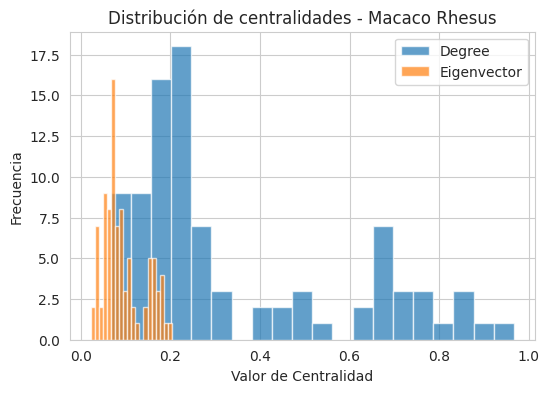 Distribución de centralidades - Macaco Rhesus
Degree
Eigenvector
Frecuencia
17.5
15.0
12.5
10.0
7.5
5.0
2.5
0.0
0.0 0.2 0.4 0.6 0.8 1.0
Valor de Centralidad